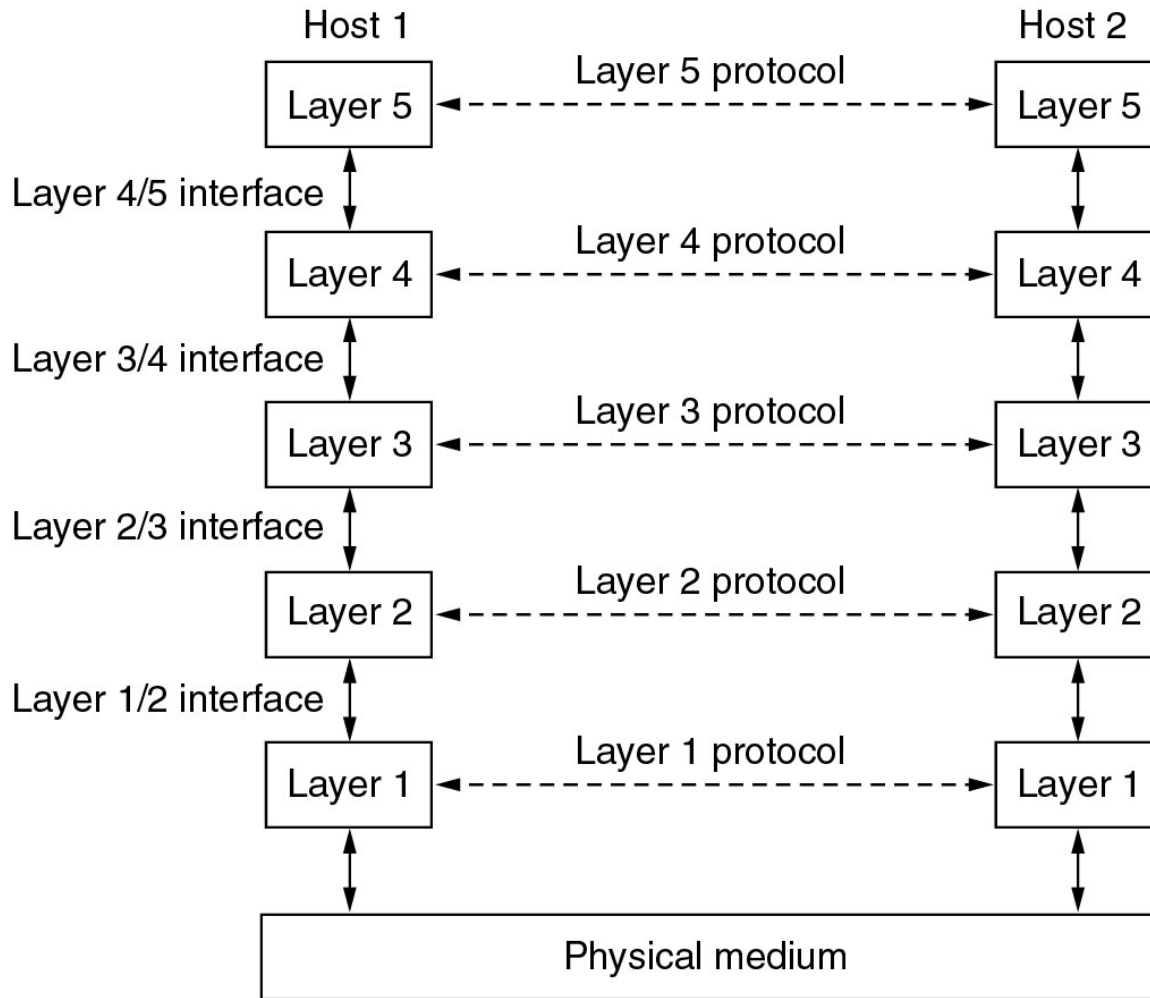 Host 1
Host 2
Layer 5 protocol
Layer 5
Layer 5
Layer 4/5 interface
Layer 4 protocol
Layer 4
Layer 4
Layer 3/4 interface
Layer 3 protocol
Layer 3
Layer 3
Layer 2/3 interface
Layer 2 protocol
Layer 2
Layer 2
Layer 1/2 interface
Layer 1 protocol
Layer 1
Layer 1
Physical medium